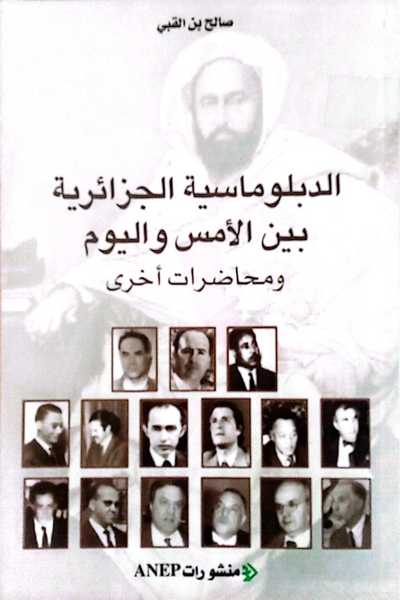 صالح بن القبي
الدبلوماسية الجزائرية
بين الأمس واليوم
ومحاضرات أخرى
منشورات ANEP